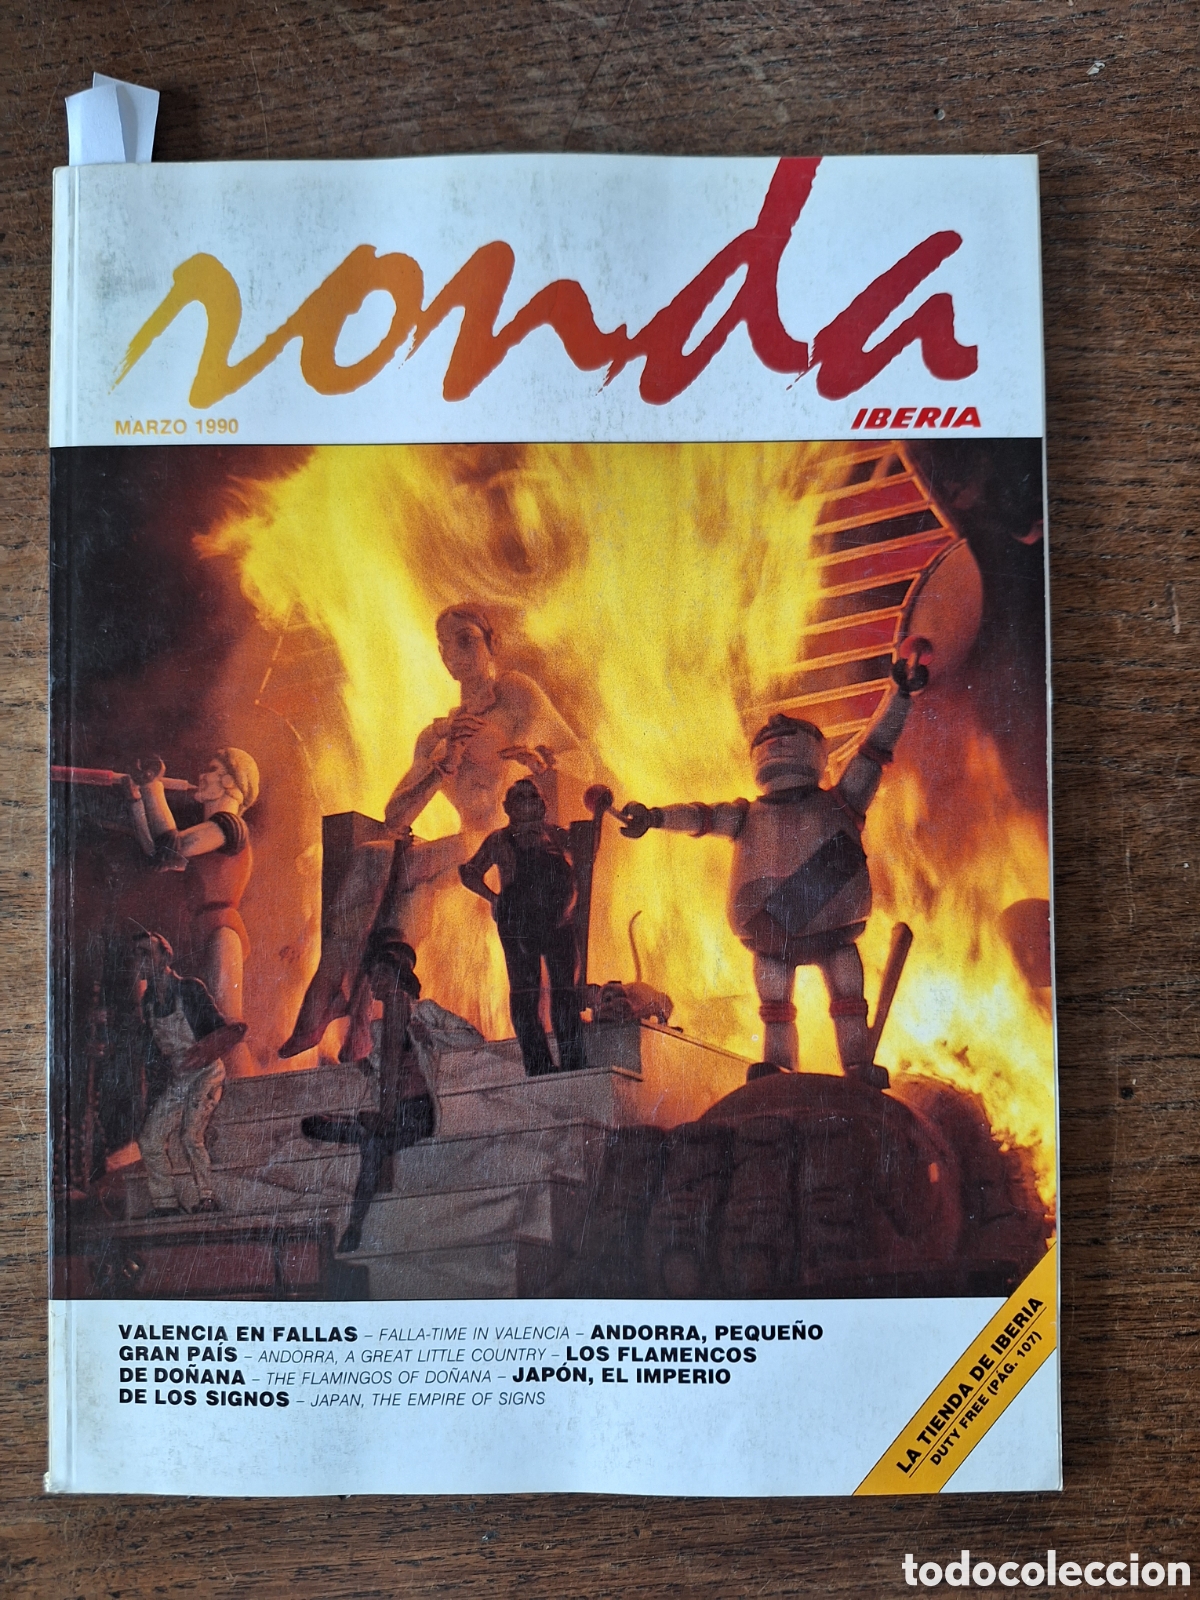 ronda
MARZO 1990
IBERIA
VALENCIA EN FALLAS – FALLA-TIME IN VALENCIA – ANDORRA, PEQUEÑO
GRAN PAÍS – ANDORRA, A GREAT LITTLE COUNTRY – LOS FLAMENCOS
DE DOÑANA – THE FLAMINGOS OF DOÑANA – JAPÓN, EL IMPERIO
DE LOS SIGNOS – JAPAN, THE EMPIRE OF SIGNS
LA TIENDA DE IBERIA
DUTY FREE (PÁG. 107)
todocoleccion